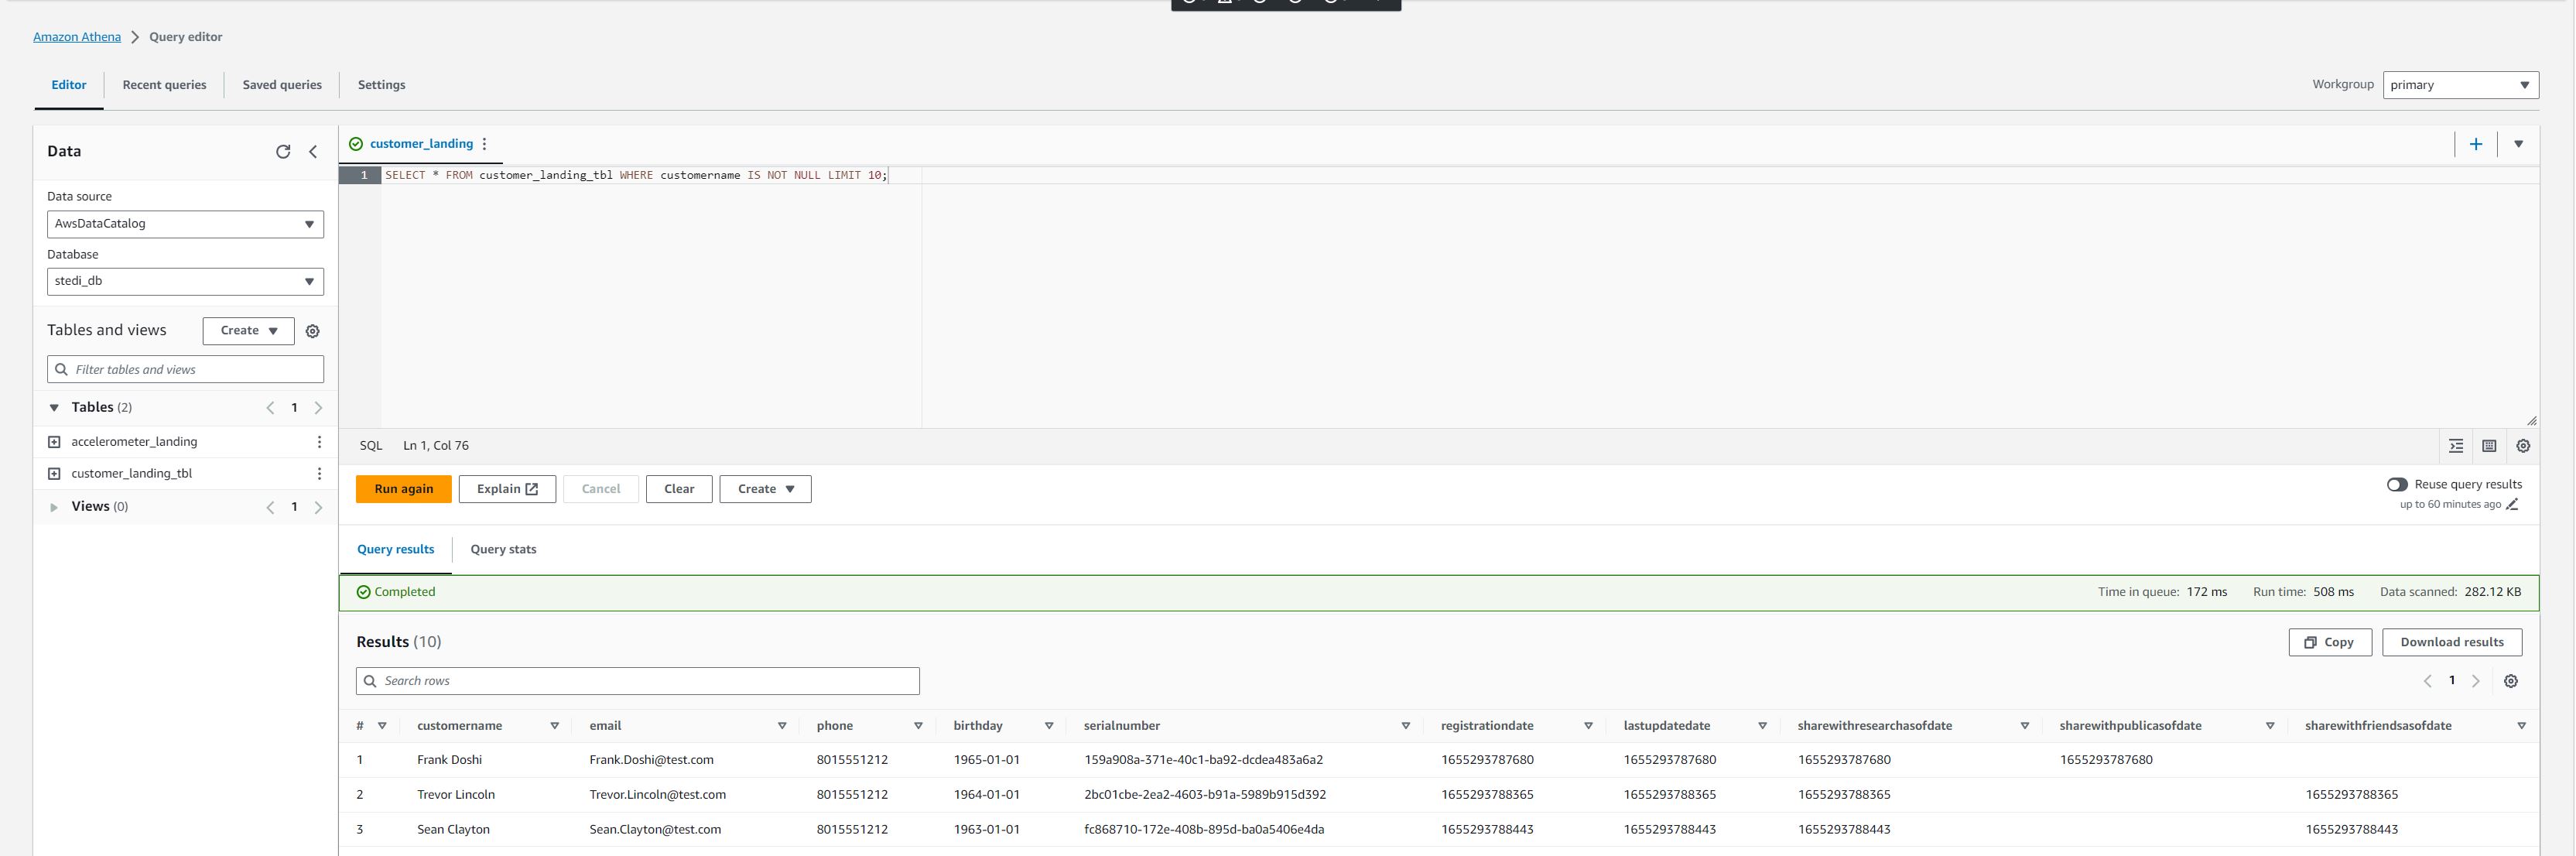 Amazon Athena > Query editor
Editor Recent queries Saved queries Settings
Workgroup primary
Data
Data source
AwsDataCatalog
Database
stedi_db
Tables and views Create
Filter tables and views
Tables (2) < 1 >
accelerometer_landing
customer_landing_tbl
Views (0) < 1 >
customer_landing
1 SELECT * FROM customer_landing_tbl WHERE customername IS NOT NULL LIMIT 10;
SQL Ln 1, Col 76
Run again Explain Cancel Clear Create
Reuse query results
up to 60 minutes ago
Query results Query stats
Completed Time in queue: 172 ms Run time: 508 ms Data scanned: 282.12 KB
Results (10) Copy Download results
Search rows < 1 >
# customername email phone birthday serialnumber registrationdate lastupdatedate sharewithresearchasofdate sharewithpublicasofdate sharewithfriendsasofdate
1 Frank Doshi Frank.Doshi@test.com 8015551212 1965-01-01 159a908a-371e-40c1-ba92-dcdea483a6a2 1655293787680 1655293787680 1655293787680 1655293787680
2 Trevor Lincoln Trevor.Lincoln@test.com 8015551212 1964-01-01 2bc01cbe-2ea2-4603-b91a-5989b915d392 1655293788365 1655293788365 1655293788365 1655293788365
3 Sean Clayton Sean.Clayton@test.com 8015551212 1963-01-01 fc868710-172e-408b-895d-ba0a5406e4da 1655293788443 1655293788443 1655293788443 1655293788443